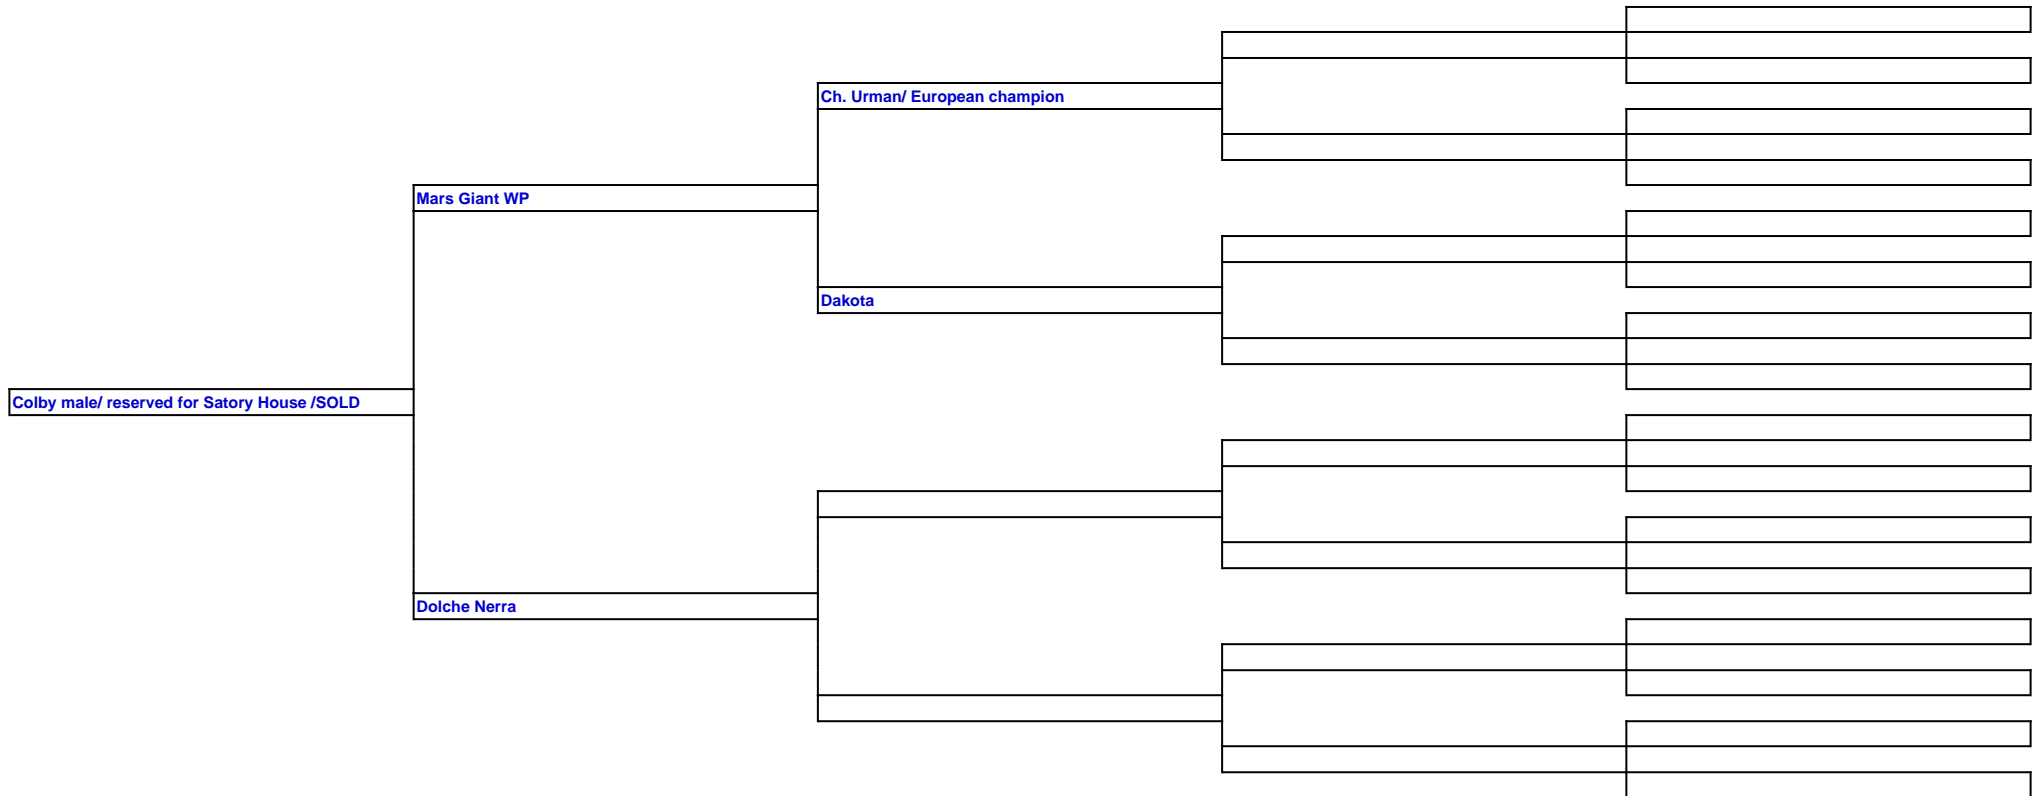 Ch. Urman/ European champion
Mars Giant WP
Dakota
Colby male/ reserved for Satory House /SOLD
Dolche Nerra